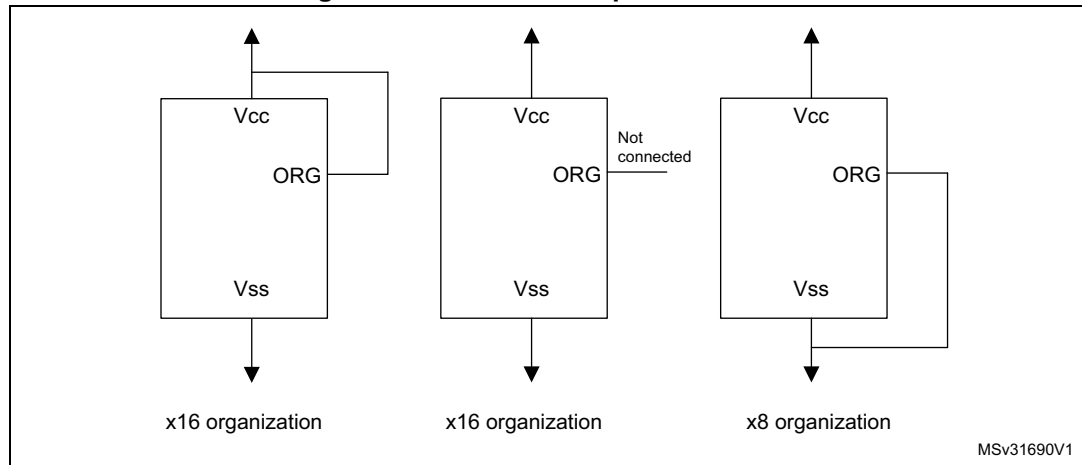 Vcc
ORG
Vss
x16 organization
Vcc
Not
connected
ORG
Vss
x16 organization
Vcc
ORG
Vss
x8 organization
MSv31690V1